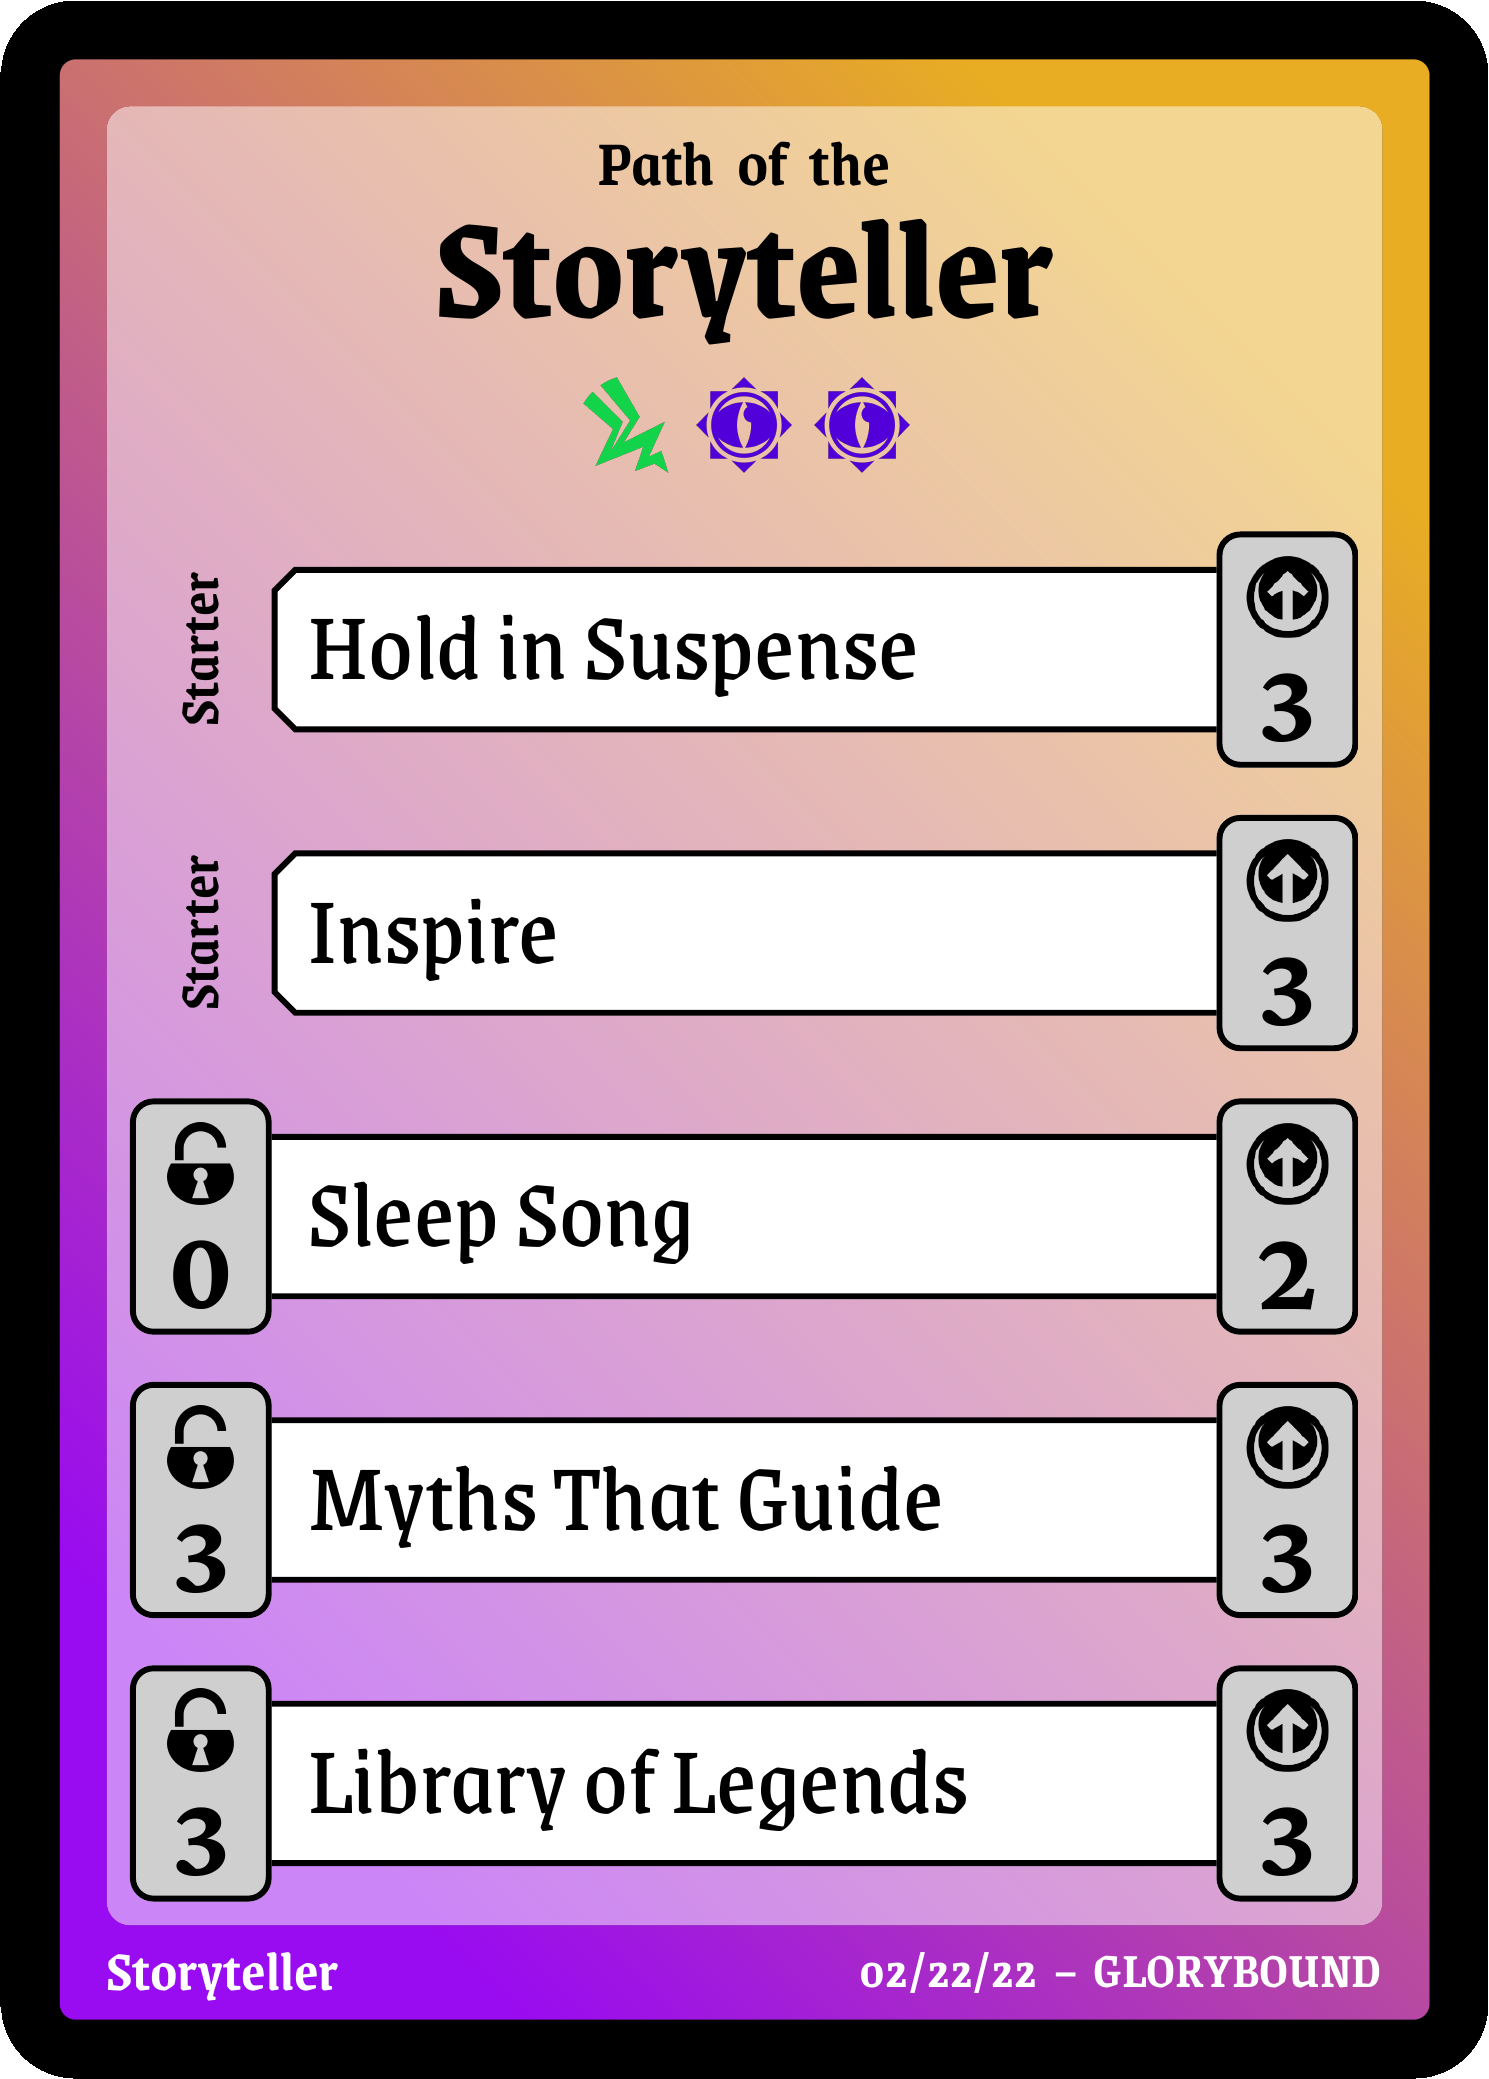 Path of the
Storyteller
Starter
Hold in Suspense
3
Starter
Inspire
3
0
Sleep Song
2
3
Myths That Guide
3
3
Library of Legends
3
Storyteller
02/22/22 – GLORYBOUND